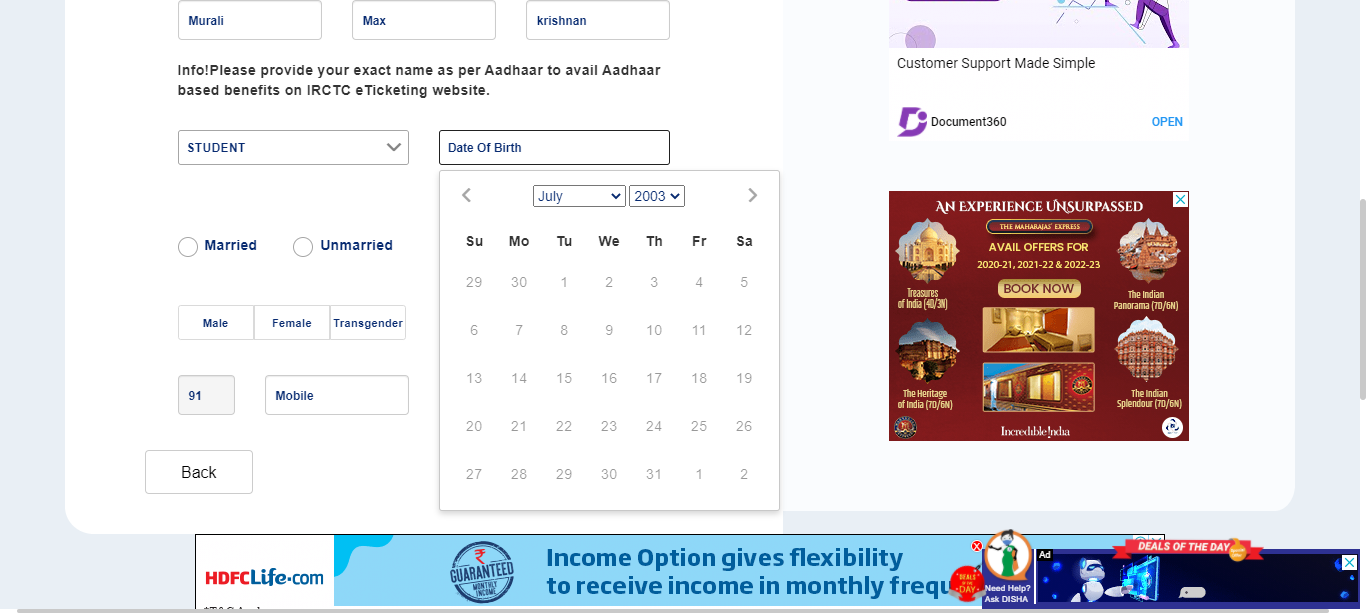 Murali
Max
krishnan
Info!Please provide your exact name as per Aadhaar to avail Aadhaar
based benefits on IRCTC eTicketing website.
STUDENT
Date Of Birth
July
2003
Su Mo Tu We Th Fr Sa
29 30 1 2 3 4 5
6 7 8 9 10 11 12
13 14 15 16 17 18 19
20 21 22 23 24 25 26
27 28 29 30 31 1 2
Married
Unmarried
Male
Female
Transgender
91
Mobile
Back
Customer Support Made Simple
Document360
OPEN
AN EXPERIENCE UNSURPASSED
THE MAHARAJAS' EXPRESS
AVAIL OFFERS FOR
2020-21, 2021-22 & 2022-23
BOOK NOW
Treasures
of India (4D/3N)
The Indian
Panorama (7D/6N)
The Heritage
of India (7D/6N)
The Indian
Splendour (7D/6N)
Incredible!ndia
HDFC Life.com
GUARANTEED
MONTHLY
INCOME
Income Option gives flexibility
to receive income in monthly frequ
Need Help?
Ask DISHA
DEALS
OF THE
DAY
Ad
DEALS OF THE DAY